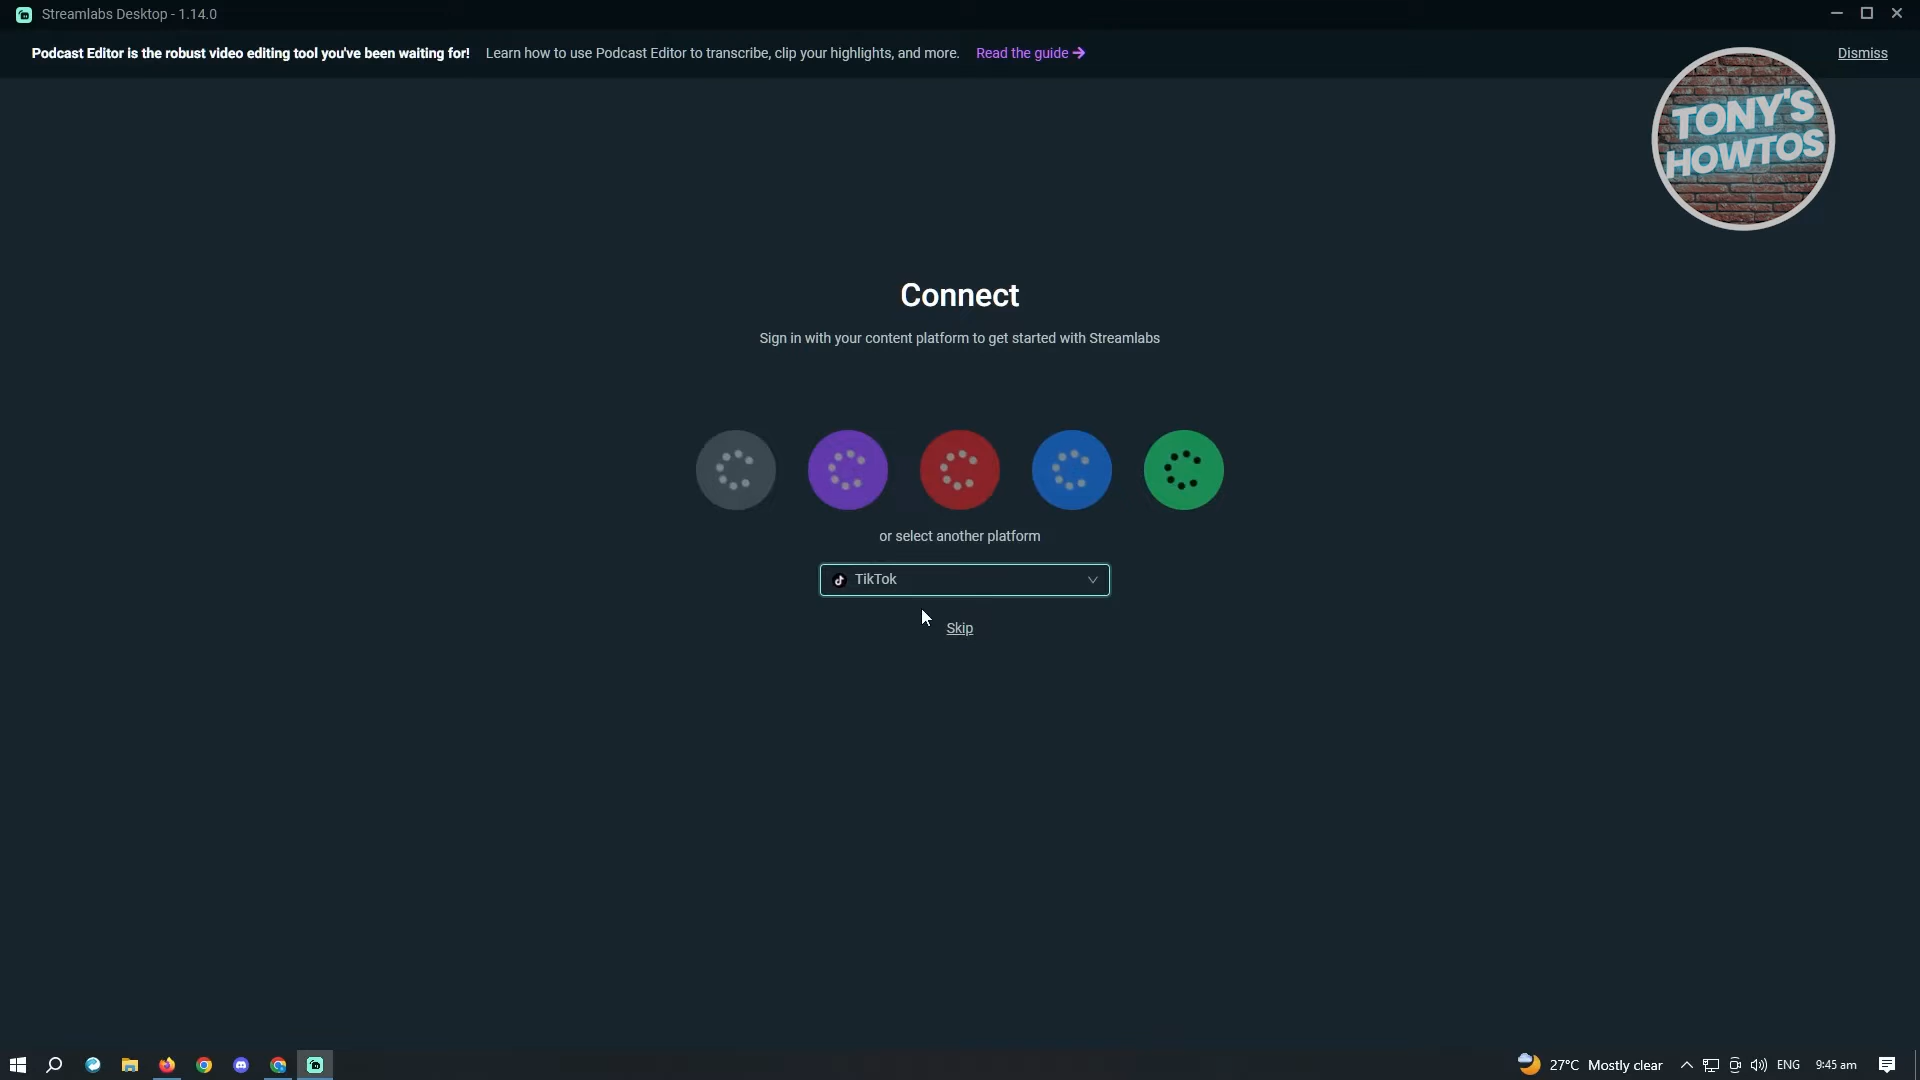 Streamlabs Desktop - 1.14.0
Podcast Editor is the robust video editing tool you've been waiting for! Learn how to use Podcast Editor to transcribe, clip your highlights, and more. Read the guide → Dismiss
TONY'S
HOWTOS
Connect
Sign in with your content platform to get started with Streamlabs
or select another platform
TikTok
Skip
27°C Mostly clear ENG 9:45 am